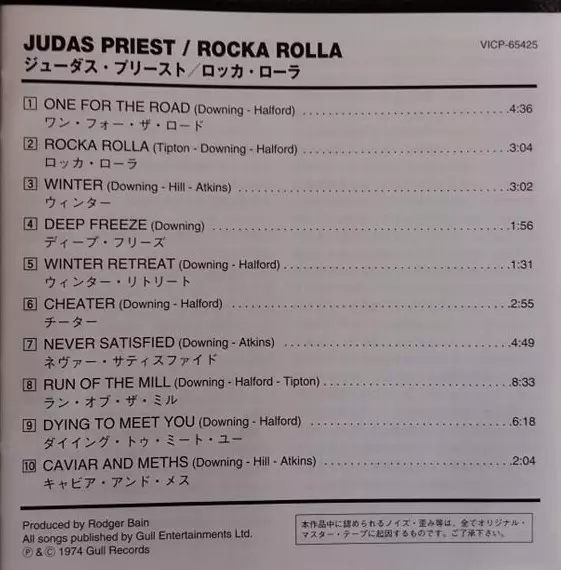 JUDAS PRIEST / ROCKA ROLLA
VICP-65425
ジューダス・プリースト／ロッカ・ローラ
1 ONE FOR THE ROAD (Downing - Halford) ........................4:36
ワン・フォー・ザ・ロード
2 ROCKA ROLLA (Tipton - Downing - Halford) ........................3:04
ロッカ・ローラ
3 WINTER (Downing - Hill - Atkins) ........................3:02
ウィンター
4 DEEP FREEZE (Downing) ........................1:56
ディープ・フリーズ
5 WINTER RETREAT (Downing - Halford) ........................1:31
ウィンター・リトリート
6 CHEATER (Downing - Halford) ........................2:55
チーター
7 NEVER SATISFIED (Downing - Atkins) ........................4:49
ネヴァー・サティスファイド
8 RUN OF THE MILL (Downing - Halford - Tipton) ........................8:33
ラン・オブ・ザ・ミル
9 DYING TO MEET YOU (Downing - Halford) ........................6:18
ダイイング・トゥ・ミート・ユー
10 CAVIAR AND METHS (Downing - Hill - Atkins) ........................2:04
キャビア・アンド・メス
Produced by Rodger Bain
All songs published by Gull Entertainments Ltd.
Ⓟ & © 1974 Gull Records
本作品中に認められるノイズ・歪み等は、全てオリジナル・
マスター・テープに起因するものです。ご了承下さい。